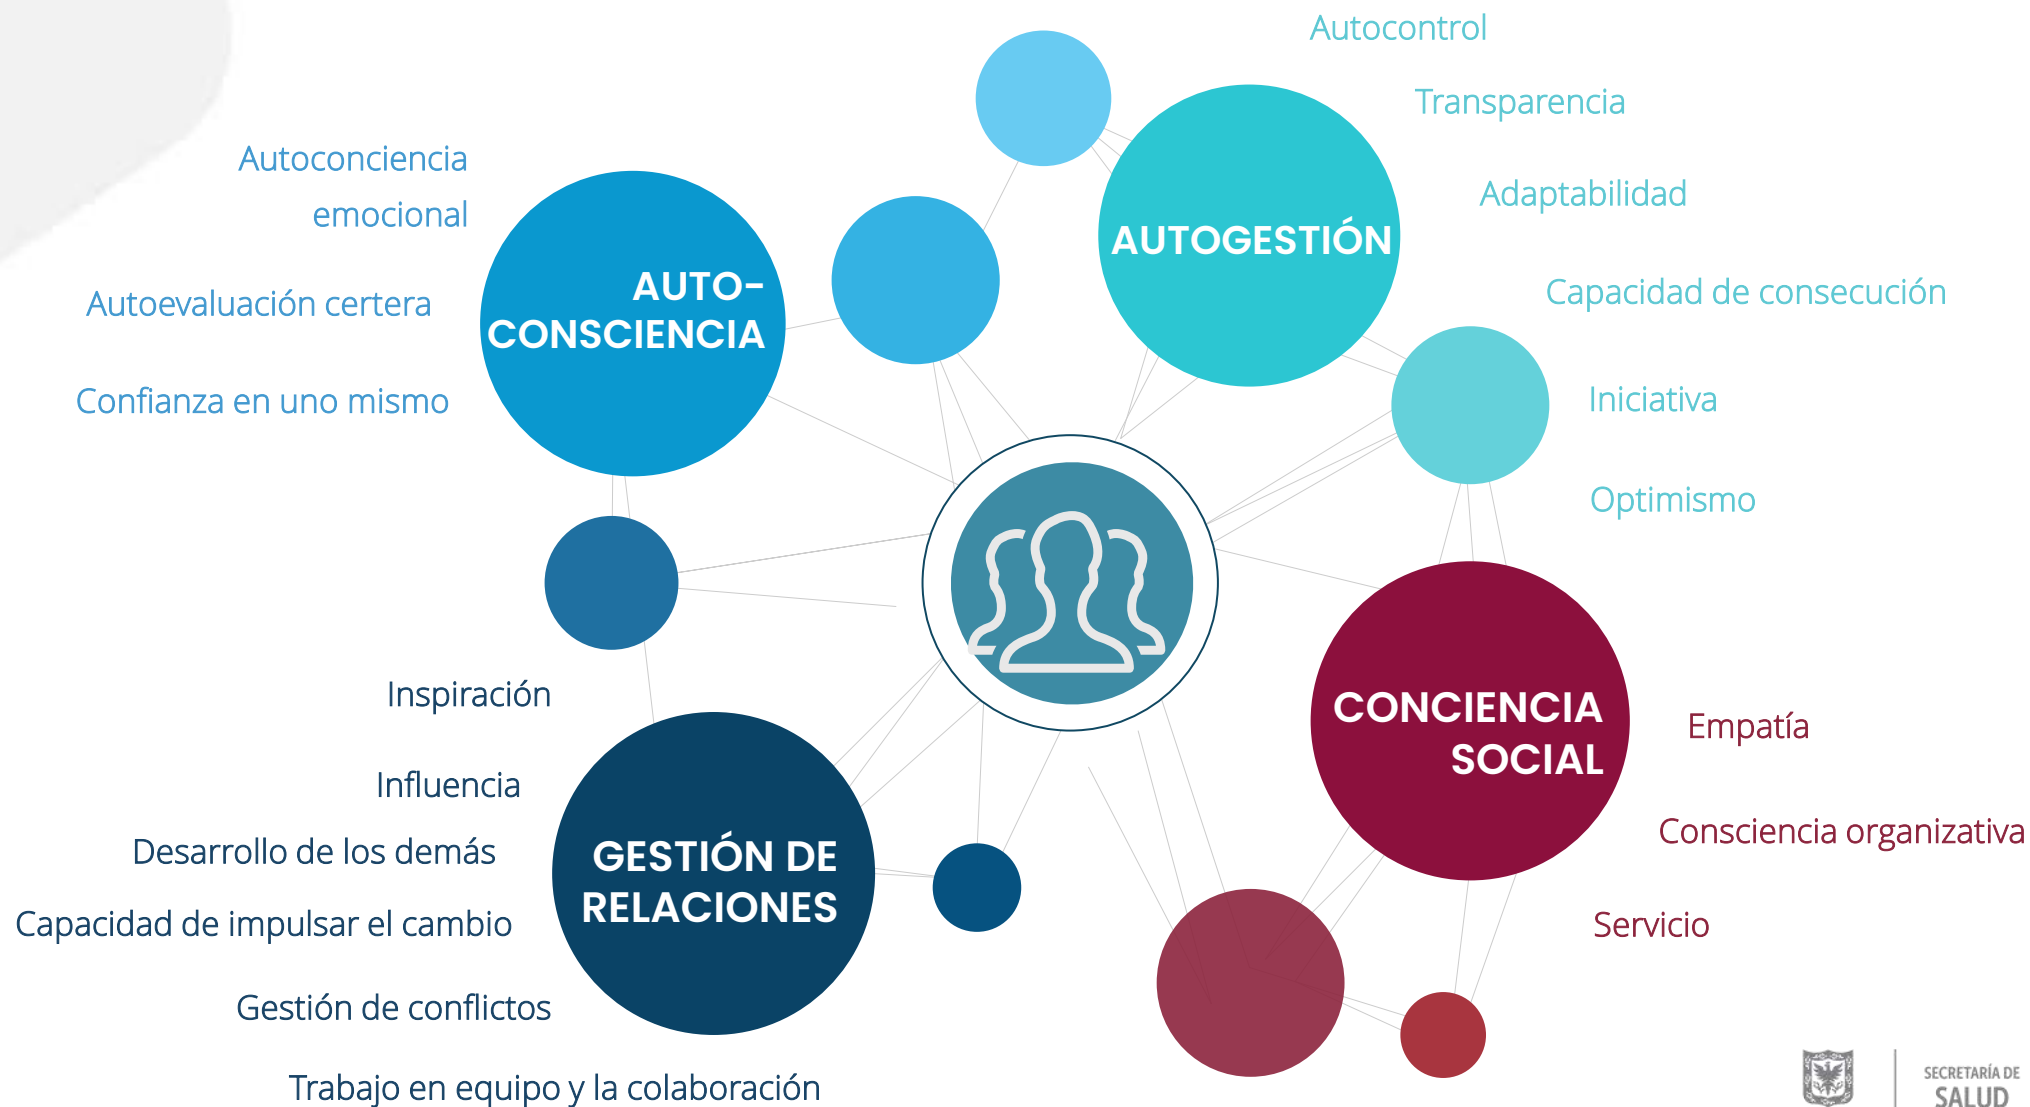 Autoconciencia
emocional
Autoevaluación certera
Confianza en uno mismo
AUTO-
CONSCIENCIA
Autocontrol
Transparencia
Adaptabilidad
Capacidad de consecución
Iniciativa
Optimismo
AUTOGESTIÓN
Inspiración
Influencia
Desarrollo de los demás
Capacidad de impulsar el cambio
Gestión de conflictos
Trabajo en equipo y la colaboración
GESTIÓN DE
RELACIONES
CONCIENCIA
SOCIAL
Empatía
Consciencia organizativa
Servicio
SECRETARÍA DE
SALUD